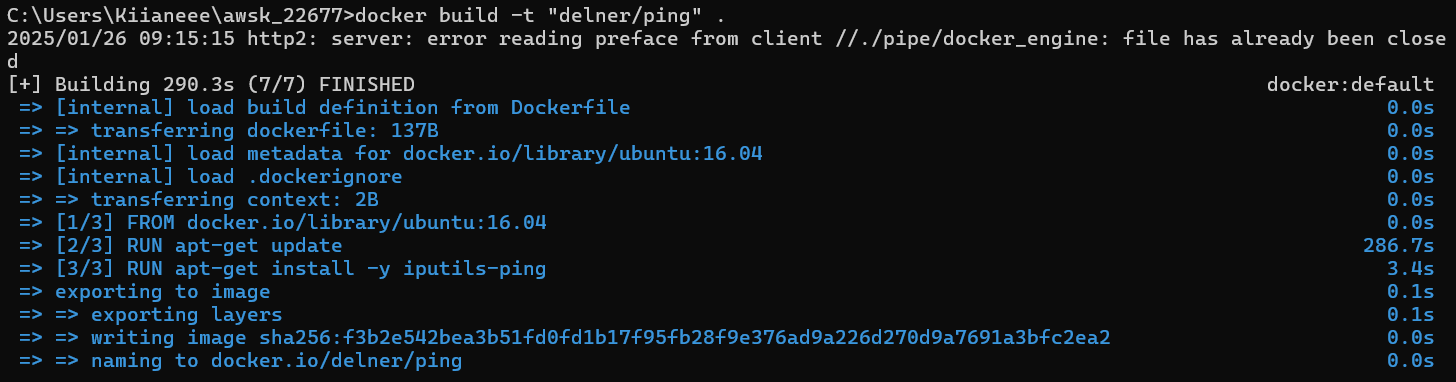 C:\Users\Kiianeee\awsk_22677>docker build -t "delner/ping" .
2025/01/26 09:15:15 http2: server: error reading preface from client //./pipe/docker_engine: file has already been close
d
[+] Building 290.3s (7/7) FINISHED docker:default
=> [internal] load build definition from Dockerfile 0.0s
=> => transferring dockerfile: 137B 0.0s
=> [internal] load metadata for docker.io/library/ubuntu:16.04 0.0s
=> [internal] load .dockerignore 0.0s
=> => transferring context: 2B 0.0s
=> [1/3] FROM docker.io/library/ubuntu:16.04 0.0s
=> [2/3] RUN apt-get update 286.7s
=> [3/3] RUN apt-get install -y iputils-ping 3.4s
=> exporting to image 0.1s
=> => exporting layers 0.1s
=> => writing image sha256:f3b2e542bea3b51fd0fd1b17f95fb28f9e376ad9a226d270d9a7691a3bfc2ea2 0.0s
=> => naming to docker.io/delner/ping 0.0s